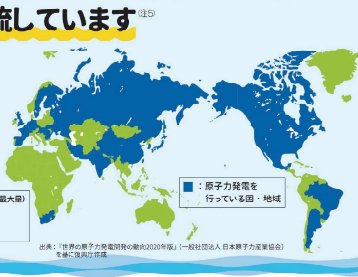 流しています(注5)
最大量)
■：原子力発電を
行っている国・地域
出典：「世界の原子力発電開発の動向2020年版」(一般社団法人 日本原子力産業協会)
を基に復興庁作成